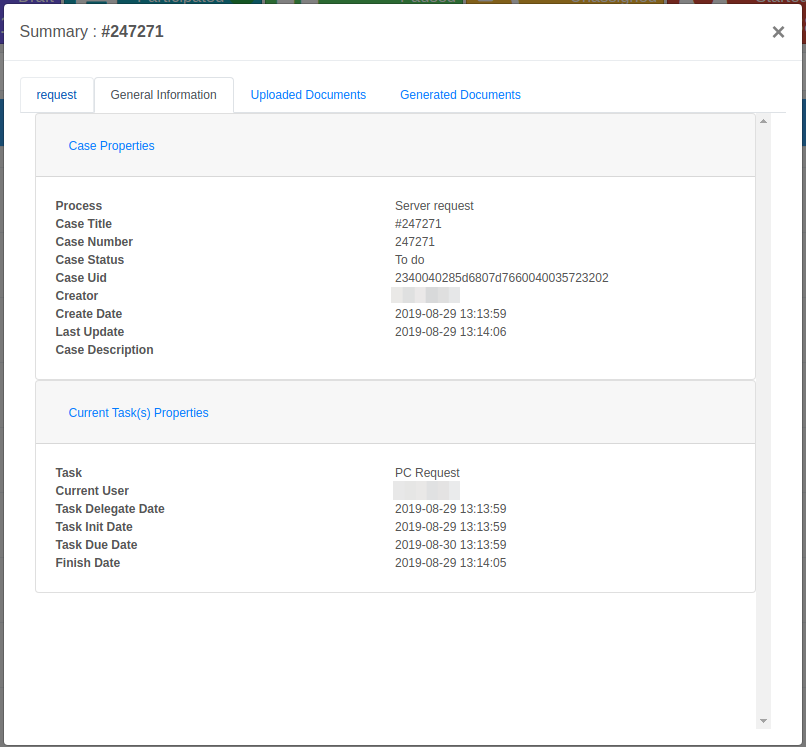 Summary : #247271
×
request General Information Uploaded Documents Generated Documents
Case Properties
Process Server request
Case Title #247271
Case Number 247271
Case Status To do
Case Uid 2340040285d6807d7660040035723202
Creator
Create Date 2019-08-29 13:13:59
Last Update 2019-08-29 13:14:06
Case Description
Current Task(s) Properties
Task PC Request
Current User
Task Delegate Date 2019-08-29 13:13:59
Task Init Date 2019-08-29 13:13:59
Task Due Date 2019-08-30 13:13:59
Finish Date 2019-08-29 13:14:05